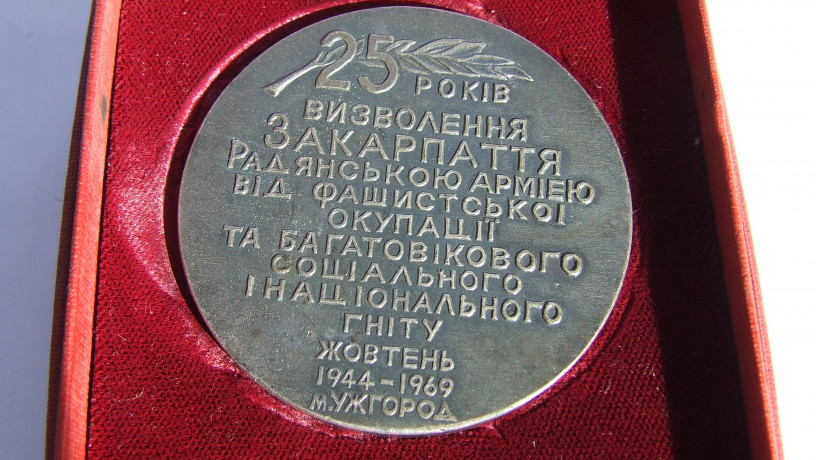 25
РОКІВ
ВИЗВОЛЕННЯ
ЗАКАРПАТТЯ
РАДЯНСЬКОЮ АРМІЄЮ
ВІД ФАШИСТСЬКОЇ
ОКУПАЦІЇ
ТА БАГАТОВІКОВОГО
СОЦІАЛЬНОГО
І НАЦІОНАЛЬНОГО
ГНІТУ
ЖОВТЕНЬ
1944-1969
М.УЖГОРОД